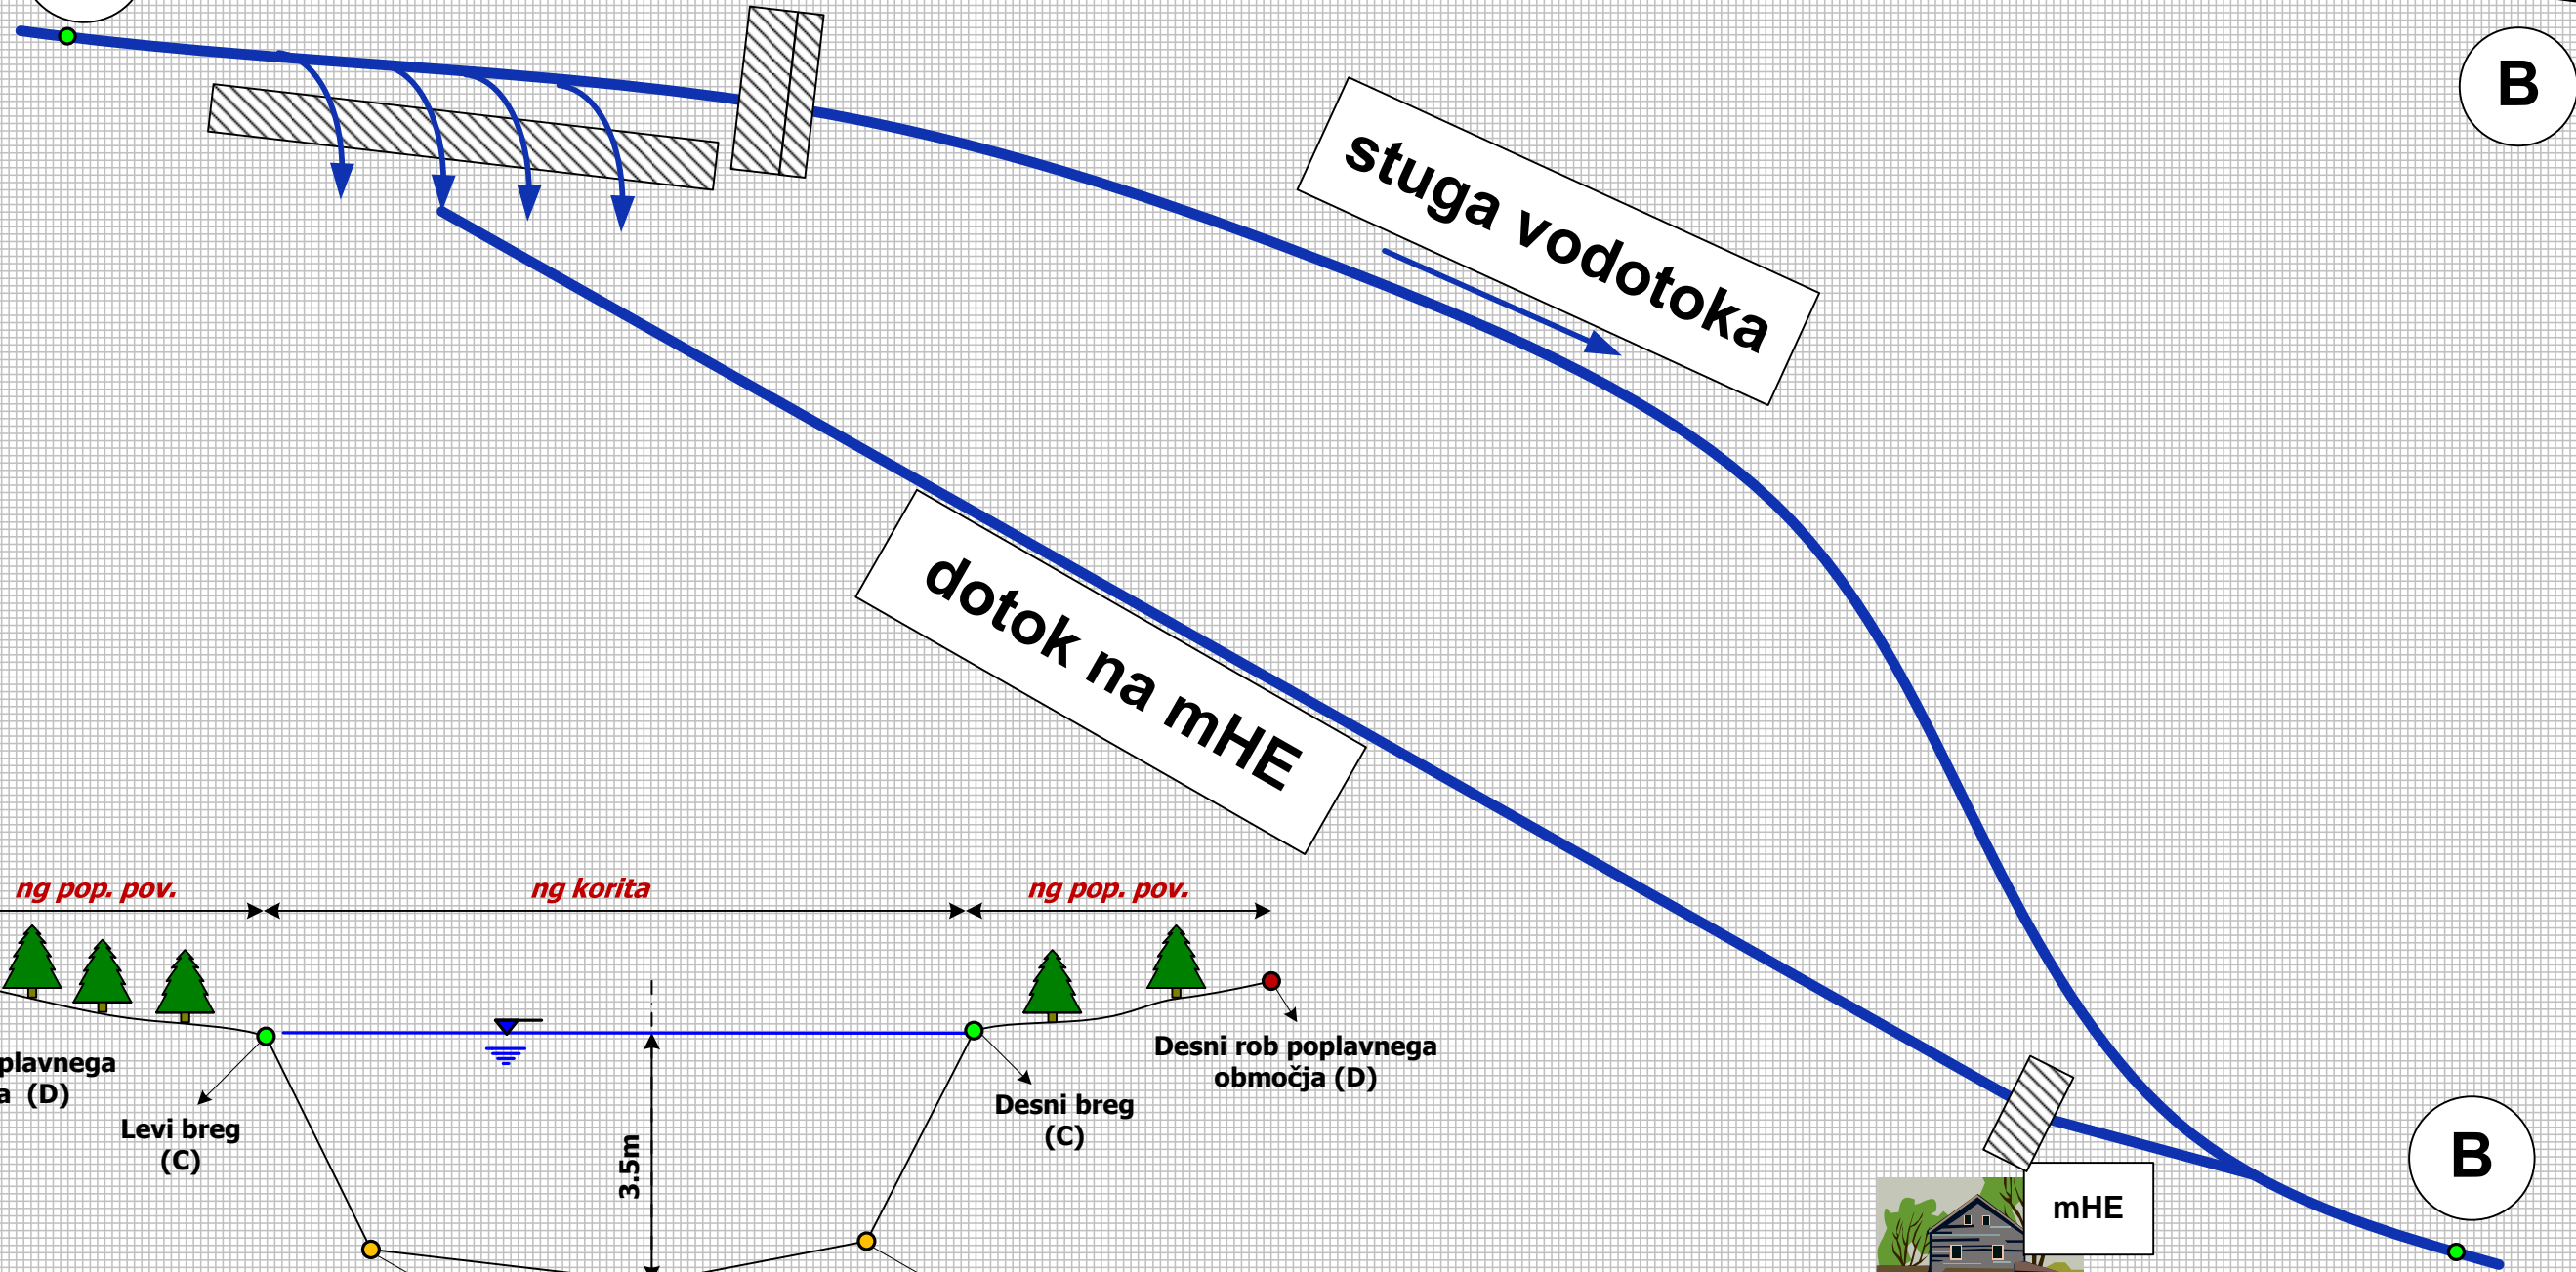 B
stuga vodotoka
dotok na mHE
ng pop. pov.
ng korita
ng pop. pov.
plavnega
a (D)
Levi breg
(C)
3.5m
Desni breg
(C)
Desni rob poplavnega
območja (D)
B
mHE